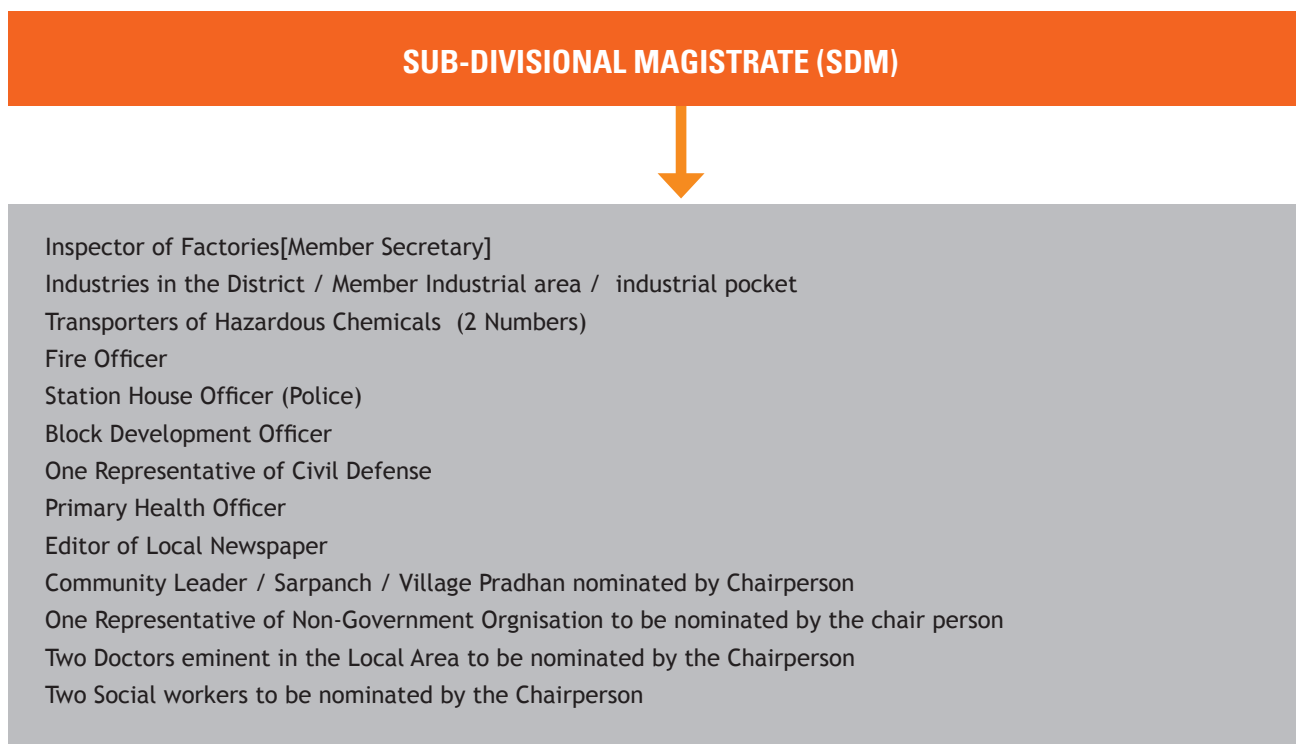 SUB-DIVISIONAL MAGISTRATE (SDM)
Inspector of Factories[Member Secretary]
Industries in the District / Member Industrial area / industrial pocket
Transporters of Hazardous Chemicals (2 Numbers)
Fire Officer
Station House Officer (Police)
Block Development Officer
One Representative of Civil Defense
Primary Health Officer
Editor of Local Newspaper
Community Leader / Sarpanch / Village Pradhan nominated by Chairperson
One Representative of Non-Government Orgnisation to be nominated by the chair person
Two Doctors eminent in the Local Area to be nominated by the Chairperson
Two Social workers to be nominated by the Chairperson